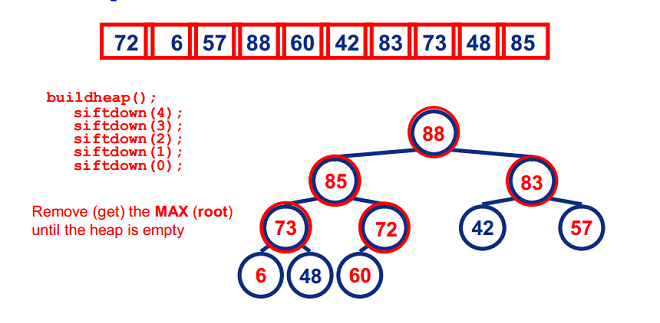 72 6 57 88 60 42 83 73 48 85
buildheap();
siftdown(4);
siftdown(3);
siftdown(2);
siftdown(1);
siftdown(0);
Remove (get) the MAX (root)
until the heap is empty
88
85 83
73 72 42 57
6 48 60